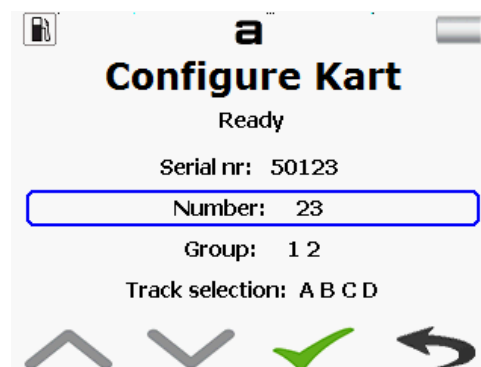 a
Configure Kart
Ready
Serial nr: 50123
Number: 23
Group: 1 2
Track selection: A B C D